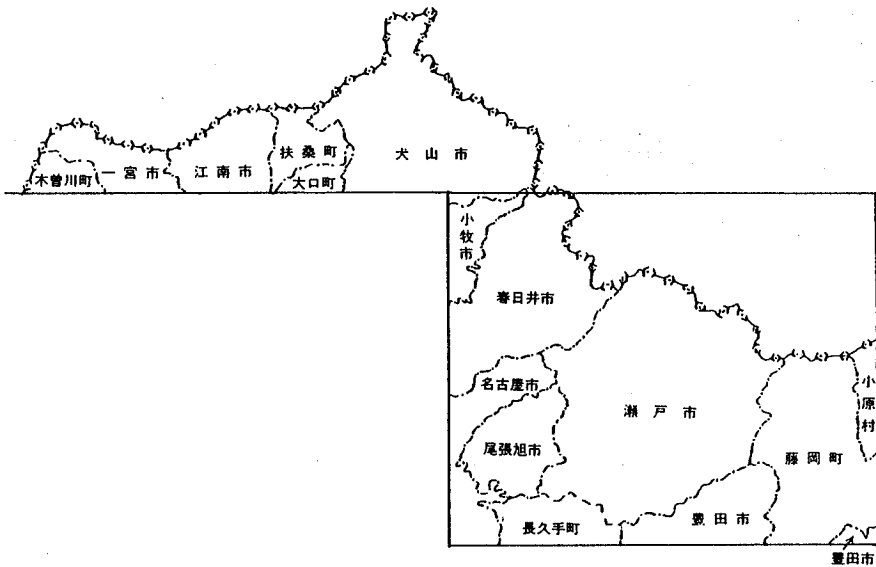 扶桑町
犬山市
木曽川町
一宮市
江南市
大口町
小牧市
春日井市
名古屋市
瀬戸市
小原村
尾張旭市
藤岡町
長久手町
豊田市
豊田市